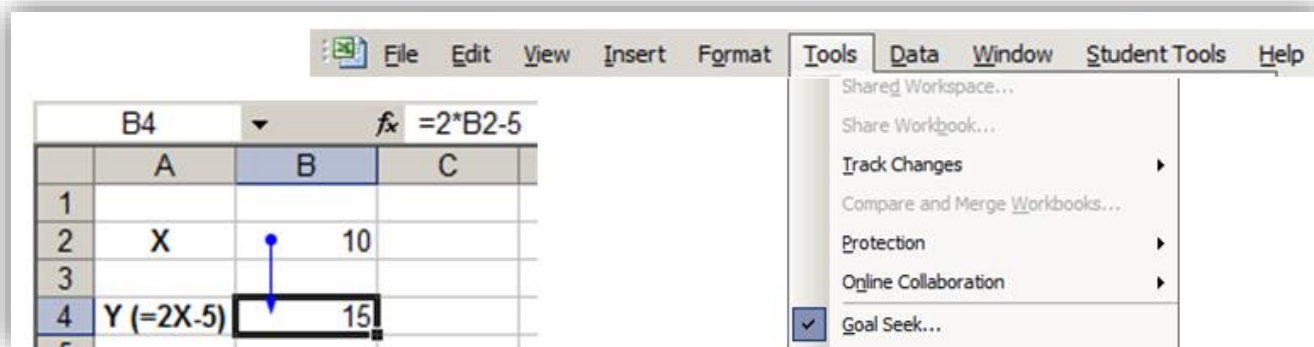 File Edit View Insert Format Tools Data Window Student Tools Help
B4 fx =2*B2-5
A B C
1
2 X 10
3
4 Y (=2X-5) 15
Shared Workspace...
Share Workbook...
Track Changes
Compare and Merge Workbooks...
Protection
Online Collaboration
Goal Seek...